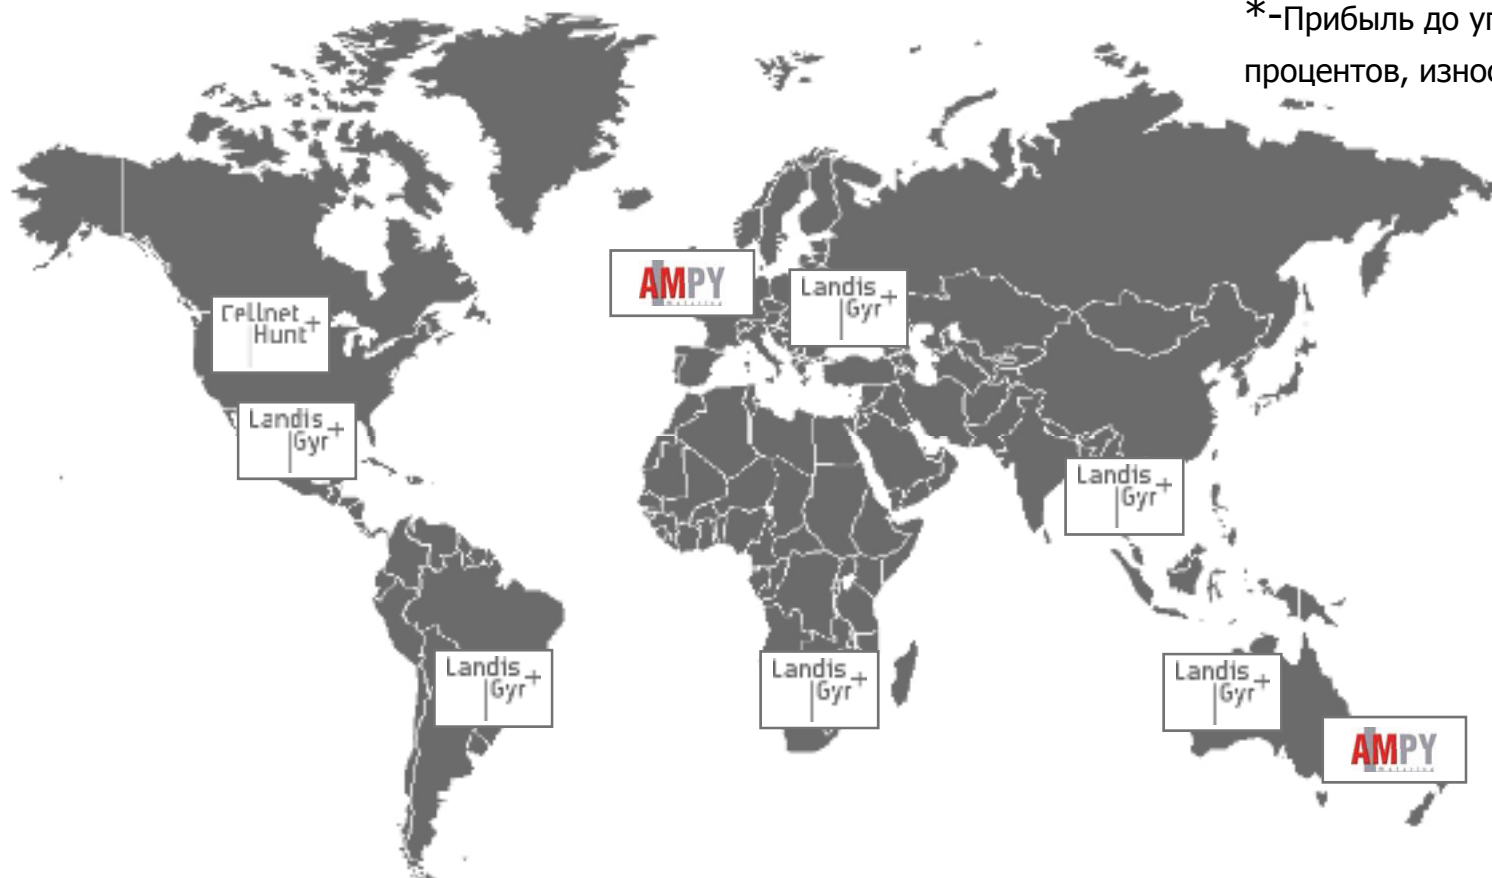 *-Прибыль до
процентов,
AMPY
Landis
Gyr+
Cellnet
Hunt+
Landis
Gyr+
Landis
Gyr+
Landis
Gyr+
Landis
Gyr+
Landis
Gyr+
AMPY